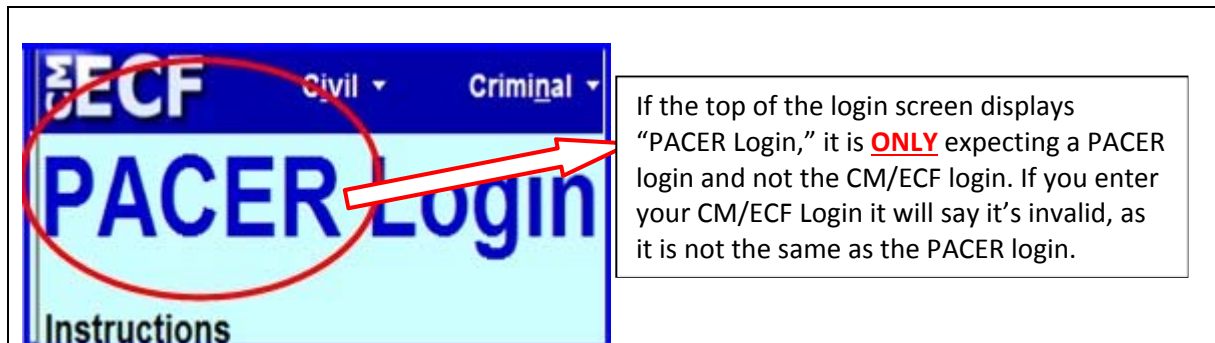 CM ECF Civil Criminal
PACER Login
Instructions
If the top of the login screen displays
“PACER Login,” it is ONLY expecting a PACER
login and not the CM/ECF login. If you enter
your CM/ECF Login it will say it’s invalid, as
it is not the same as the PACER login.